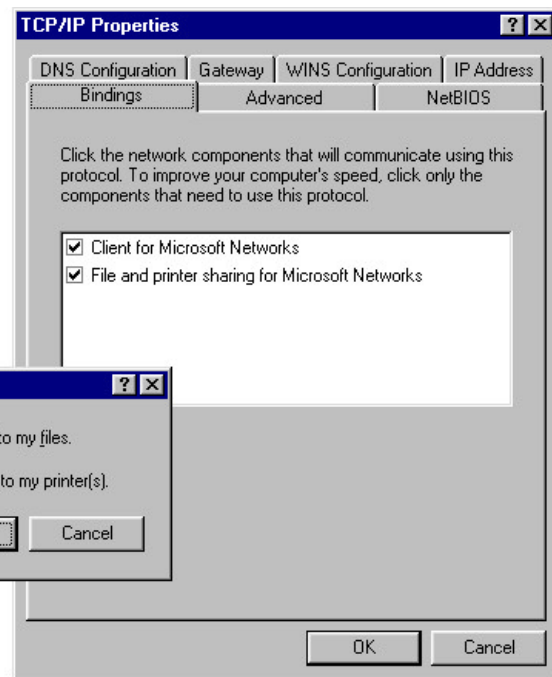 TCP/IP Properties
DNS Configuration Gateway WINS Configuration IP Address
Bindings Advanced NetBIOS
Click the network components that will communicate using this
protocol. To improve your computer's speed, click only the
components that need to use this protocol.
Client for Microsoft Networks
File and printer sharing for Microsoft Networks
to my files.
to my printer(s).
Cancel
OK Cancel